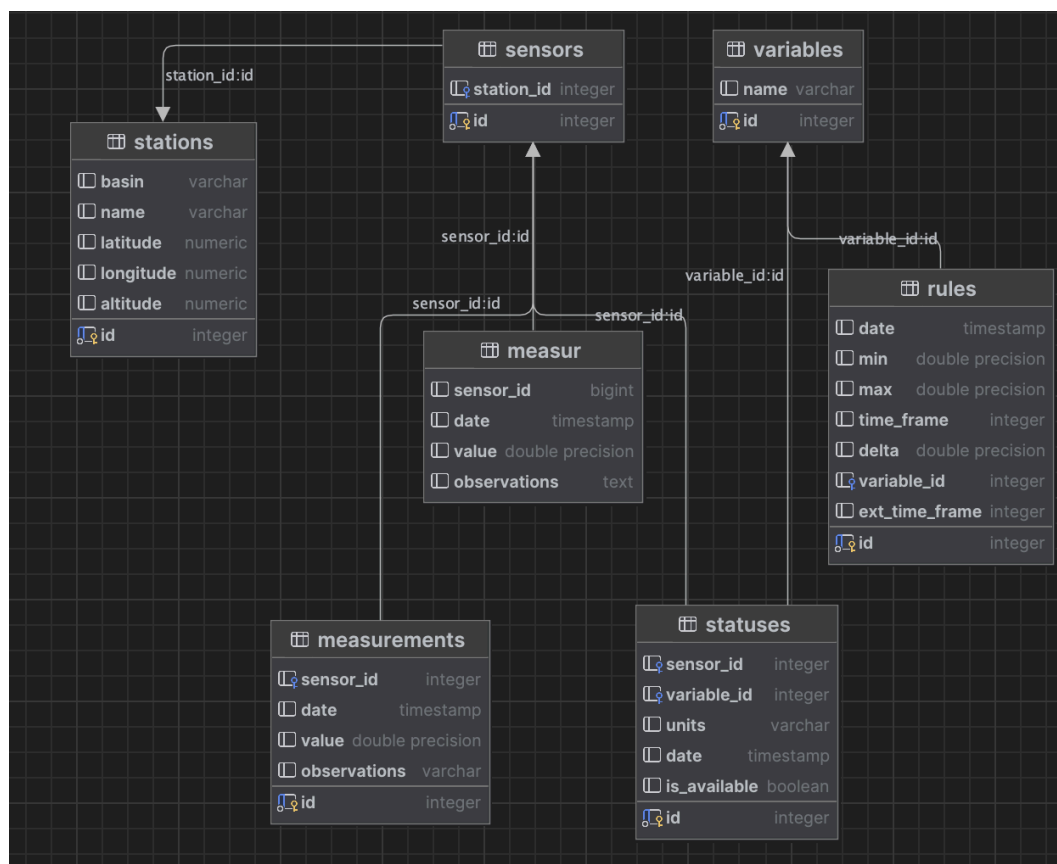 sensors
station_id integer
id integer
variables
name varchar
id integer
station_id:id
stations
basin varchar
name varchar
latitude numeric
longitude numeric
altitude numeric
id integer
sensor_id:id
variable_id:id
variable_id:id
sensor_id:id
sensor_id:id
rules
date timestamp
min double precision
max double precision
time_frame integer
delta double precision
variable_id integer
ext_time_frame integer
id integer
measur
sensor_id bigint
date timestamp
value double precision
observations text
measurements
sensor_id integer
date timestamp
value double precision
observations varchar
id integer
statuses
sensor_id integer
variable_id integer
units varchar
date timestamp
is_available boolean
id integer